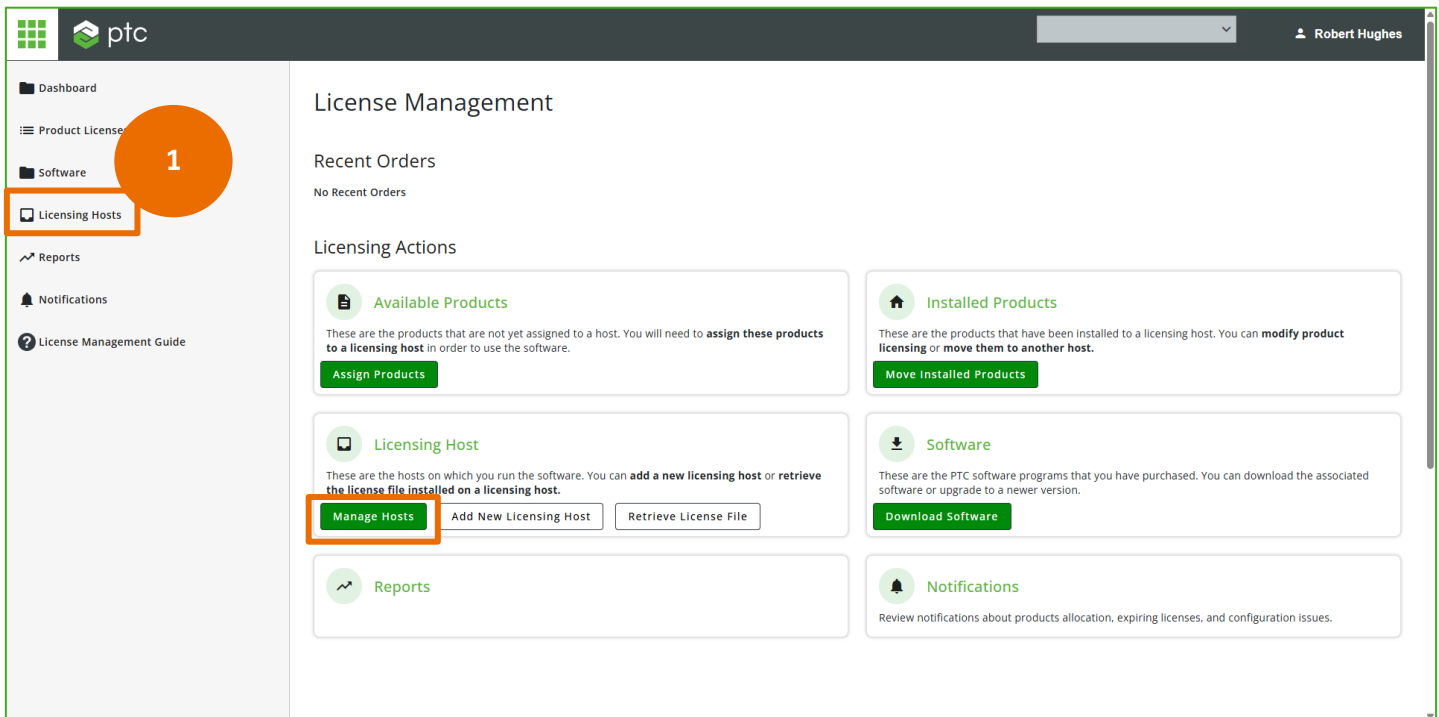 ptc
Robert Hughes
Dashboard
Product License
1
Software
Licensing Hosts
Reports
Notifications
License Management Guide
License Management
Recent Orders
No Recent Orders
Licensing Actions
Available Products
These are the products that are not yet assigned to a host. You will need to assign these products
to a licensing host in order to use the software.
Assign Products
Installed Products
These are the products that have been installed to a licensing host. You can modify product
licensing or move them to another host.
Move Installed Products
Licensing Host
These are the hosts on which you run the software. You can add a new licensing host or retrieve
the license file installed on a licensing host.
Manage Hosts
Add New Licensing Host
Retrieve License File
Software
These are the PTC software programs that you have purchased. You can download the associated
software or upgrade to a newer version.
Download Software
Reports
Notifications
Review notifications about products allocation, expiring licenses, and configuration issues.